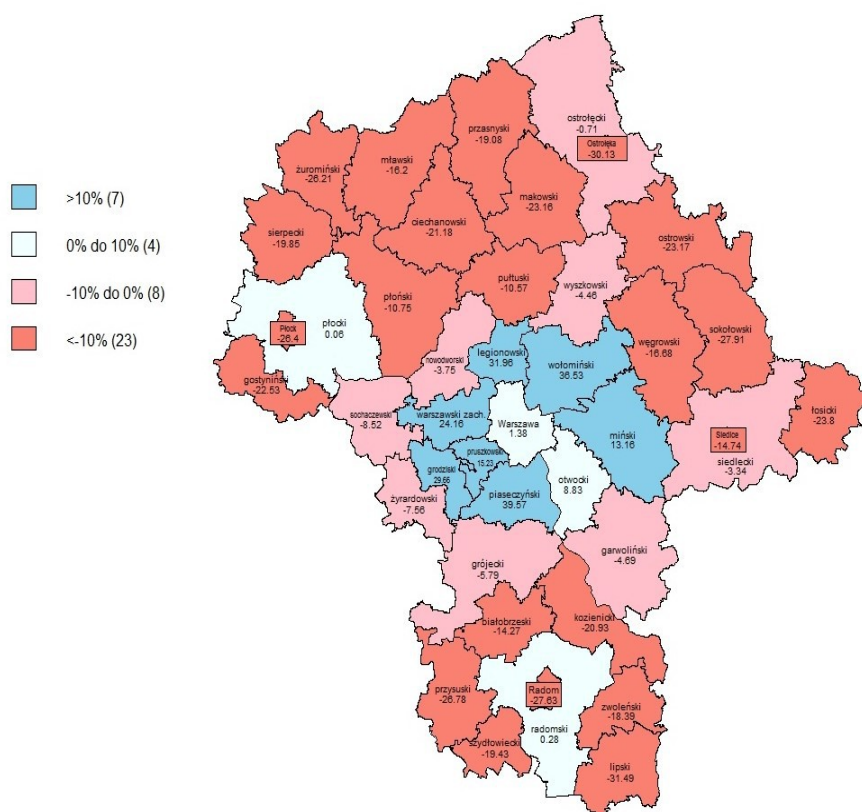 ostrołęcki
-0.71
Ostrołęka
-30.13
przasnyski
-19.08
mławski
-16.2
żuromiński
-26.21
makowski
-23.16
ciechanowski
-21.18
sierpecki
-19.85
ostrowski
-23.17
>10% (7)
0% do 10% (4)
-10% do 0% (8)
<-10% (23)
pułtuski
-10.57
wyszkowski
-4.46
płoński
-10.75
płocki
0.06
Płock
-26.4
sokołowski
-27.91
węgrowski
-16.68
nowodworski
-3.75
legionowski
31.96
wołomiński
36.53
gostyniński
-22.53
łosicki
-23.8
sochaczewski
-8.52
warszawski zach.
24.16
Warszawa
1.38
miński
13.16
Siedlce
-14.74
siedlecki
-3.34
pruszkowski
15.23
grodziski
29.66
otwocki
8.83
piaseczyński
39.57
żyrardowski
-7.56
garwoliński
-4.69
grójecki
-5.79
białobrzeski
-14.27
kozienicki
-20.93
przysuski
-26.78
Radom
-27.63
zwoleński
-18.39
radomski
0.28
szydłowiecki
-19.43
lipski
-31.49